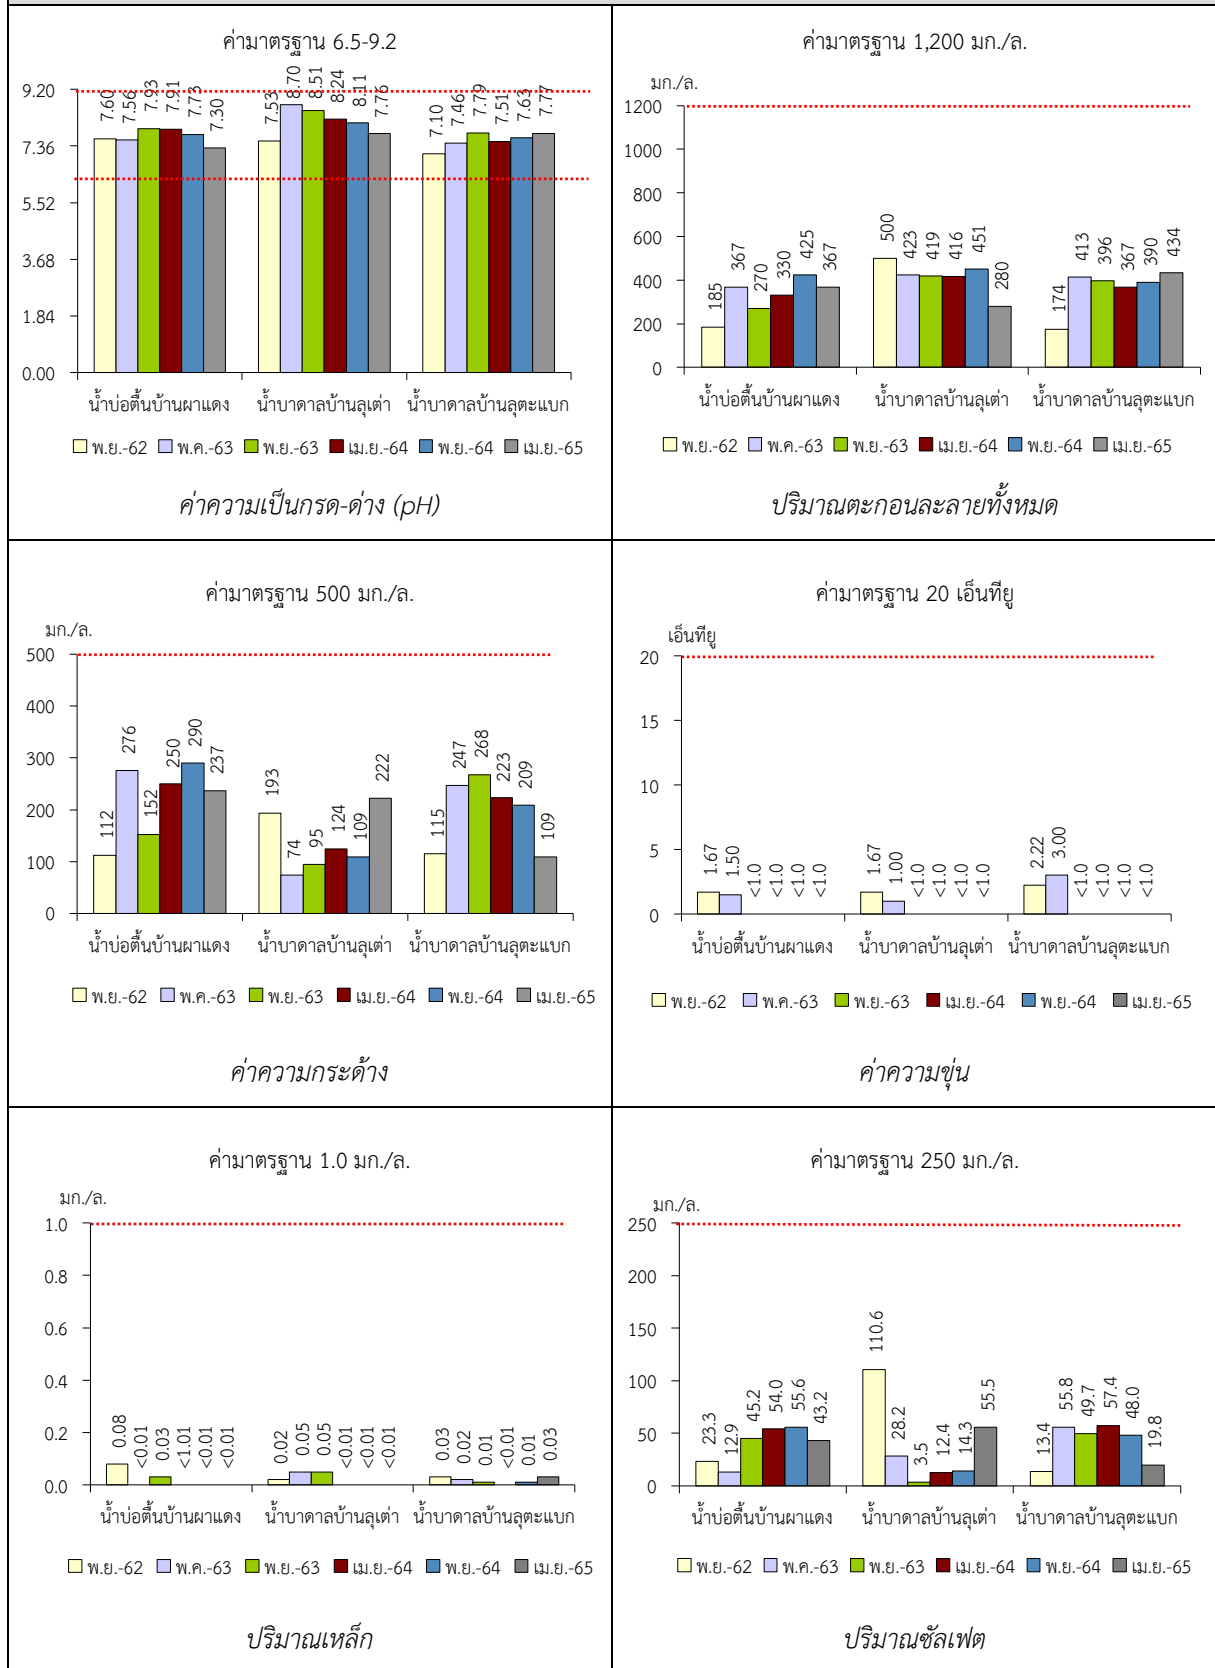 ค่ามาตรฐาน 6.5-9.2
9.20
7.36
5.52
3.68
1.84
0.00
7.60 7.56 7.93 7.91 7.73 7.30
7.53 8.70 8.51 8.24 8.11 7.76
7.10 7.46 7.79 7.51 7.63 7.77
น้ำบ่อตื้นบ้านผาแดง น้ำบาดาลบ้านลุเต่า น้ำบาดาลบ้านลุตะแบก
พ.ย.-62 พ.ค.-63 พ.ย.-63 เม.ย.-64 พ.ย.-64 เม.ย.-65
ค่าความเป็นกรด-ด่าง (pH)
ค่ามาตรฐาน 1,200 มก./ล.
มก./ล.
1200
1000
800
600
400
200
0
185 367 270 330 425 367
500 423 419 416 451 280
174 413 396 367 390 434
น้ำบ่อตื้นบ้านผาแดง น้ำบาดาลบ้านลุเต่า น้ำบาดาลบ้านลุตะแบก
พ.ย.-62 พ.ค.-63 พ.ย.-63 เม.ย.-64 พ.ย.-64 เม.ย.-65
ปริมาณตะกอนละลายทั้งหมด
ค่ามาตรฐาน 500 มก./ล.
มก./ล.
500
400
300
200
100
0
112 276 152 250 290 237
193 74 95 124 109 222
115 247 268 223 209 109
น้ำบ่อตื้นบ้านผาแดง น้ำบาดาลบ้านลุเต่า น้ำบาดาลบ้านลุตะแบก
พ.ย.-62 พ.ค.-63 พ.ย.-63 เม.ย.-64 พ.ย.-64 เม.ย.-65
ค่าความกระด้าง
ค่ามาตรฐาน 20 เอ็นทียู
เอ็นทียู
20
15
10
5
0
1.67 1.50 <1.0 <1.0 <1.0 <1.0
1.67 1.00 <1.0 <1.0 <1.0 <1.0
2.22 3.00 <1.0 <1.0 <1.0 <1.0
น้ำบ่อตื้นบ้านผาแดง น้ำบาดาลบ้านลุเต่า น้ำบาดาลบ้านลุตะแบก
พ.ย.-62 พ.ค.-63 พ.ย.-63 เม.ย.-64 พ.ย.-64 เม.ย.-65
ค่าความขุ่น
ค่ามาตรฐาน 1.0 มก./ล.
มก./ล.
1.0
0.8
0.6
0.4
0.2
0.0
0.08 <0.01 0.03 <1.01 <0.01 <0.01
0.02 0.05 0.05 <0.01 <0.01 <0.01
0.03 0.02 0.01 <0.01 0.01 0.03
น้ำบ่อตื้นบ้านผาแดง น้ำบาดาลบ้านลุเต่า น้ำบาดาลบ้านลุตะแบก
พ.ย.-62 พ.ค.-63 พ.ย.-63 เม.ย.-64 พ.ย.-64 เม.ย.-65
ปริมาณเหล็ก
ค่ามาตรฐาน 250 มก./ล.
มก./ล.
250
200
150
100
50
0
23.3 12.9 45.2 54.0 55.6 43.2
110.6 28.2 3.5 12.4 14.3 55.5
13.4 55.8 49.7 57.4 48.0 19.8
น้ำบ่อตื้นบ้านผาแดง น้ำบาดาลบ้านลุเต่า น้ำบาดาลบ้านลุตะแบก
พ.ย.-62 พ.ค.-63 พ.ย.-63 เม.ย.-64 พ.ย.-64 เม.ย.-65
ปริมาณซัลเฟต